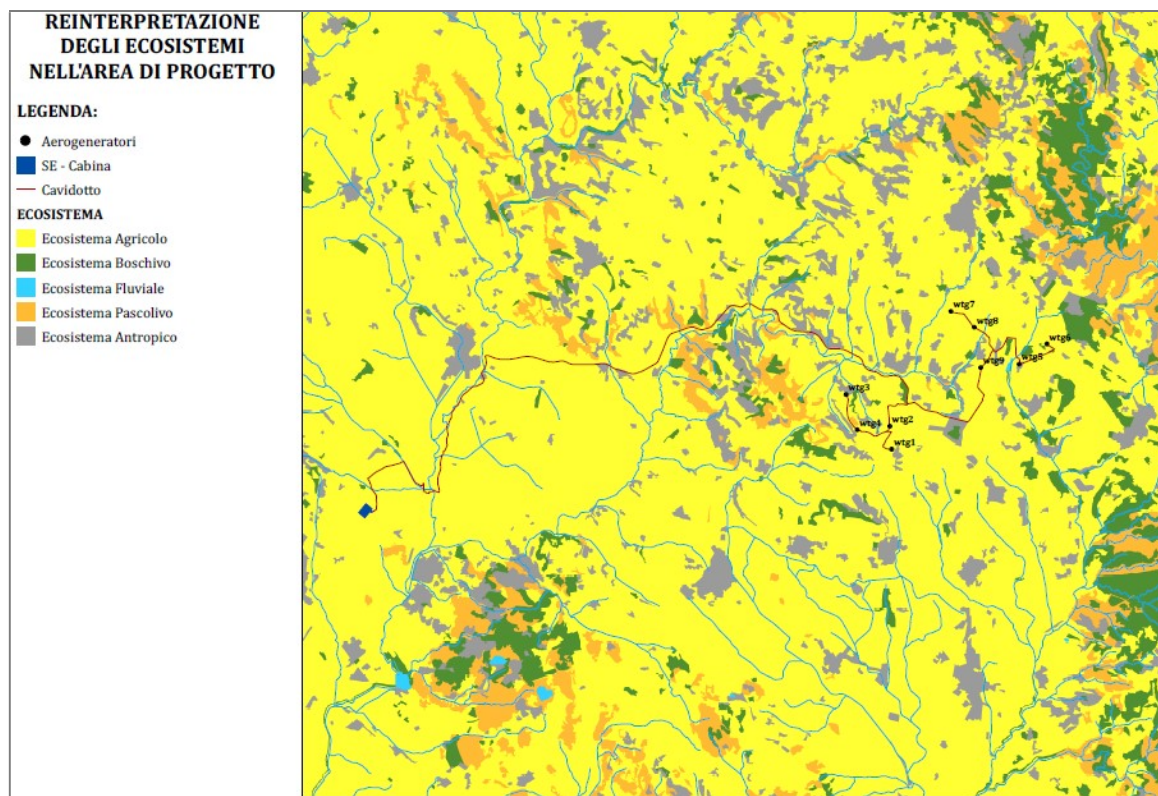 REINTERPRETAZIONE
DEGLI ECOSISTEMI
NELL'AREA DI PROGETTO
LEGENDA:
Aerogeneratori
SE - Cabina
Cavidotto
ECOSISTEMA
Ecosistema Agricolo
Ecosistema Boschivo
Ecosistema Fluviale
Ecosistema Pascolivo
Ecosistema Antropico
wtg7
wtg8
wtg6
wtg5
wtg9
wtg3
wtg4
wtg2
wtg1